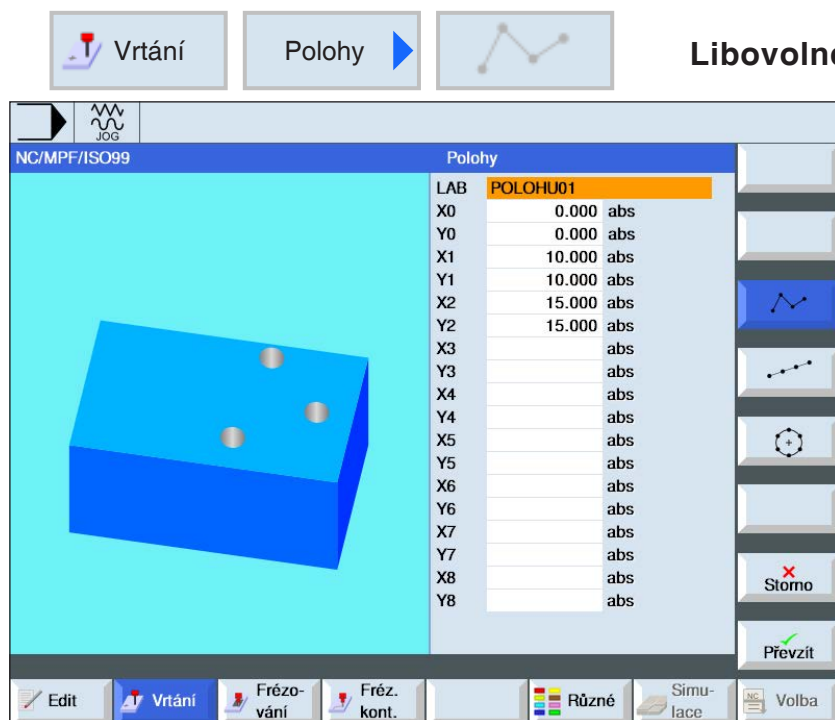 Vrtání
Polohy
Libovolné
JOG
NC/MPF/ISO99
Polohy
LAB POLOHU01
X0 0.000 abs
Y0 0.000 abs
X1 10.000 abs
Y1 10.000 abs
X2 15.000 abs
Y2 15.000 abs
X3 abs
Y3 abs
X4 abs
Y4 abs
X5 abs
Y5 abs
X6 abs
Y6 abs
X7 abs
Y7 abs
X8 abs
Y8 abs
Storno
Převzít
Edit
Vrtání
Frézo-
vání
Fréz.
kont.
Různé
Simu-
lace
NC
Volba